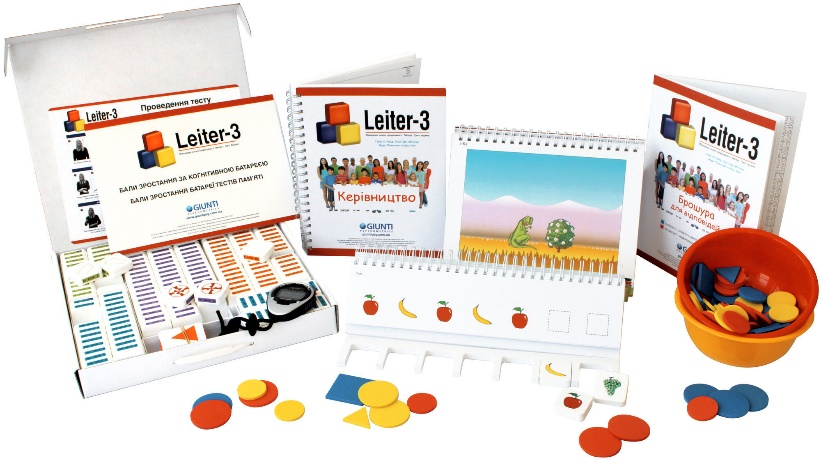 Проведення тесту
Leiter-3
БАЛИ ЗРОСТАННЯ ЗА КОГНІТИВНОЮ БАТАРЕЄЮ
БАЛИ ЗРОСТАННЯ БАТАРЕЇ ТЕСТІВ ПАМ'ЯТІ
GIUNTI
Leiter-3
Керівництво
GIUNTI
Leiter-3
Брошура
для відповідей
GIUNTI